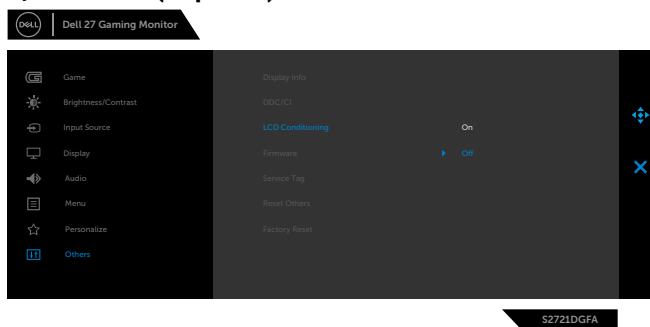 DELL
Dell 27 Gaming Monitor
Game
Display Info
Brightness/Contrast
DDC/CI
Input Source
LCD Conditioning
On
Display
Firmware
Off
Audio
Service Tag
Menu
Reset Others
Personalize
Factory Reset
Others
S2721DGFA